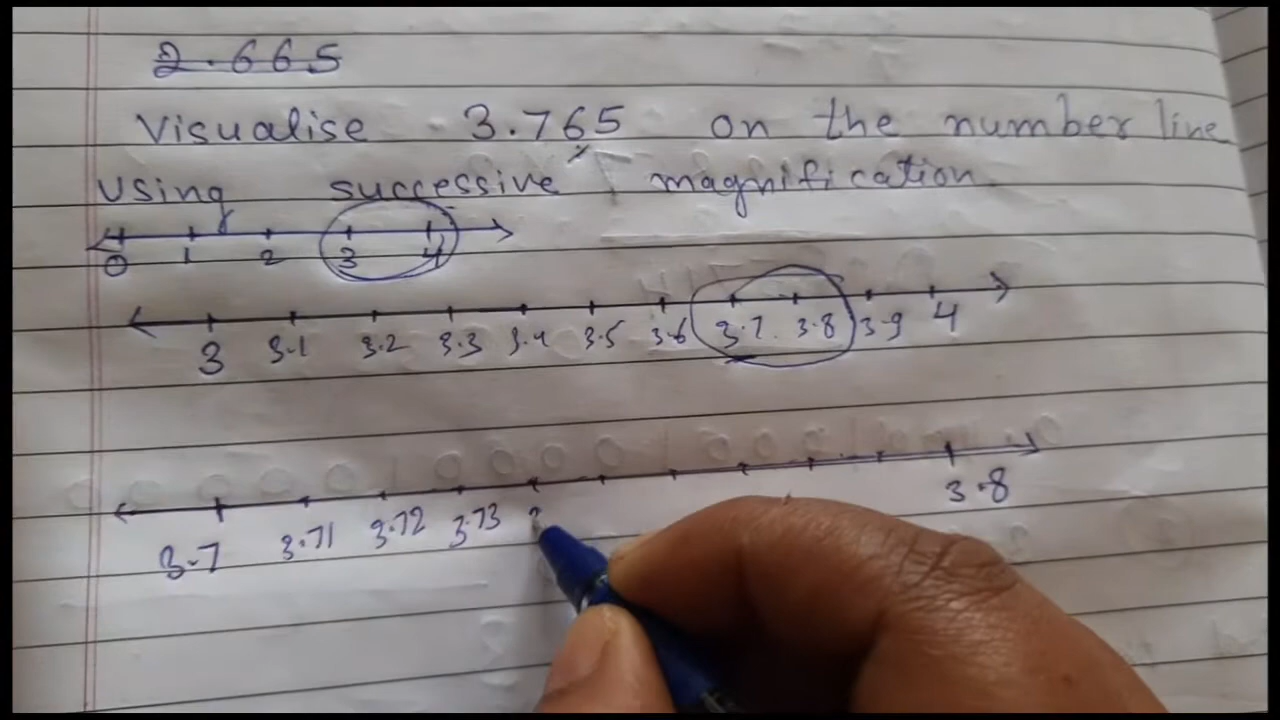 2.665
Visualise 3.765 on the number line
using successive magnification
0 1 2 3 4
3 3.1 3.2 3.3 3.4 3.5 3.6 3.7 3.8 3.9 4
3.7 3.71 3.72 3.73 3.8